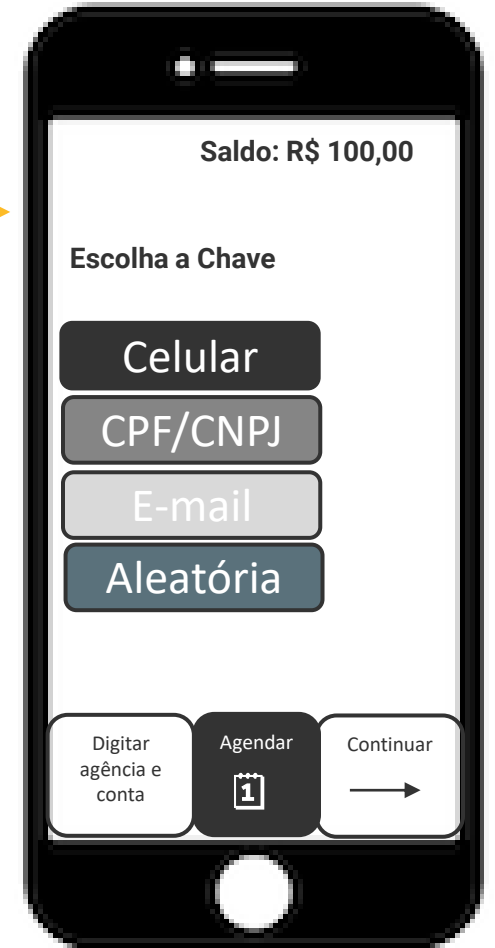 Saldo: R$ 100,00
Escolha a Chave
Celular
CPF/CNPJ
E-mail
Aleatória
Digitar
agência e
conta
Agendar
1
Continuar